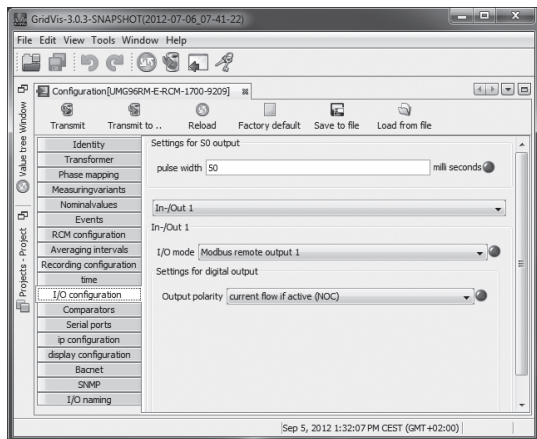 GridVis-3.0.3-SNAPSHOT(2012-07-06_07-41-22)
File Edit View Tools Window Help
Configuration[UMG96RM-E-RCM-1700-9209]
Transmit Transmit to .. Reload Factory default Save to file Load from file
Value tree Window
Projects - Project
Identity
Transformer
Phase mapping
Measuringvariants
Nominalvalues
Events
RCM configuration
Averaging intervals
Recording configuration
time
I/O configuration
Comparators
Serial ports
ip configuration
display configuration
Bacnet
SNMP
I/O naming
Settings for S0 output
pulse width 50 milli seconds
In-/Out 1
In-/Out 1
I/O mode Modbus remote output 1
Settings for digital output
Output polarity current flow if active (NOC)
Sep 5, 2012 1:32:07 PM CEST (GMT+02:00)